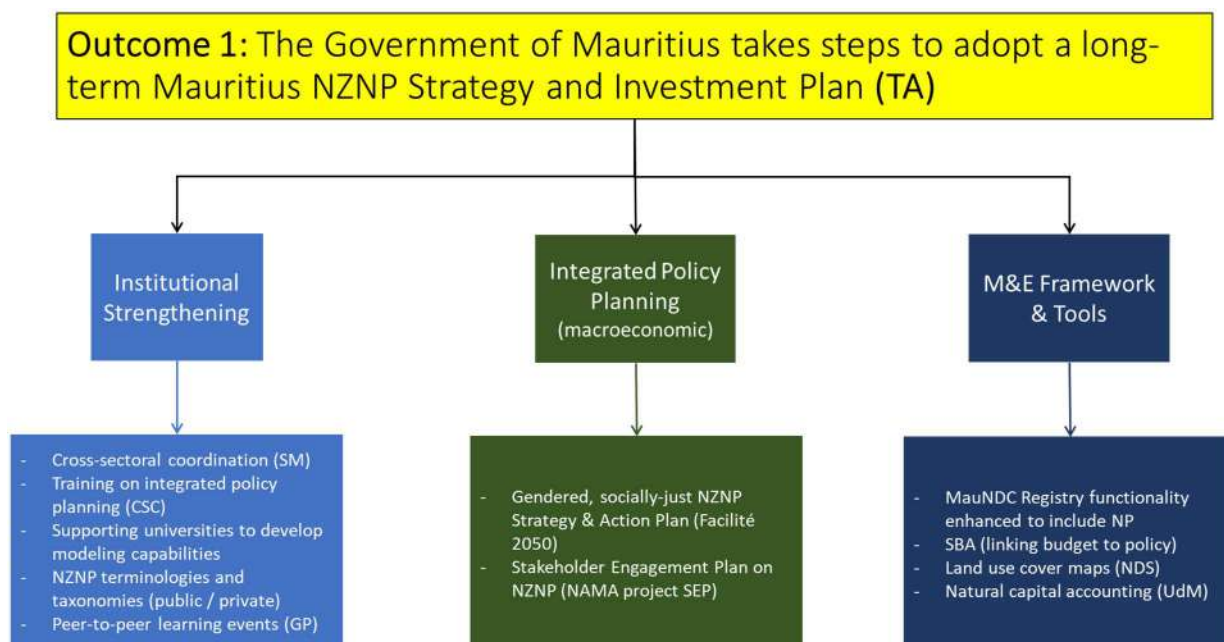 Outcome 1: The Government of Mauritius takes steps to adopt a long-
term Mauritius NZNP Strategy and Investment Plan (TA)
Institutional
Strengthening
Integrated Policy
Planning
(macroeconomic)
M&E Framework
& Tools
- Cross-sectoral coordination (SM)
- Training on integrated policy
planning (CSC)
- Supporting universities to develop
modeling capabilities
- NZNP terminologies and
taxonomies (public / private)
- Peer-to-peer learning events (GP)
- Gendered, socially-just NZNP
Strategy & Action Plan (Facilité
2050)
- Stakeholder Engagement Plan on
NZNP (NAMA project SEP)
- MauNDC Registry functionality
enhanced to include NP
- SBA (linking budget to policy)
- Land use cover maps (NDS)
- Natural capital accounting (UdM)